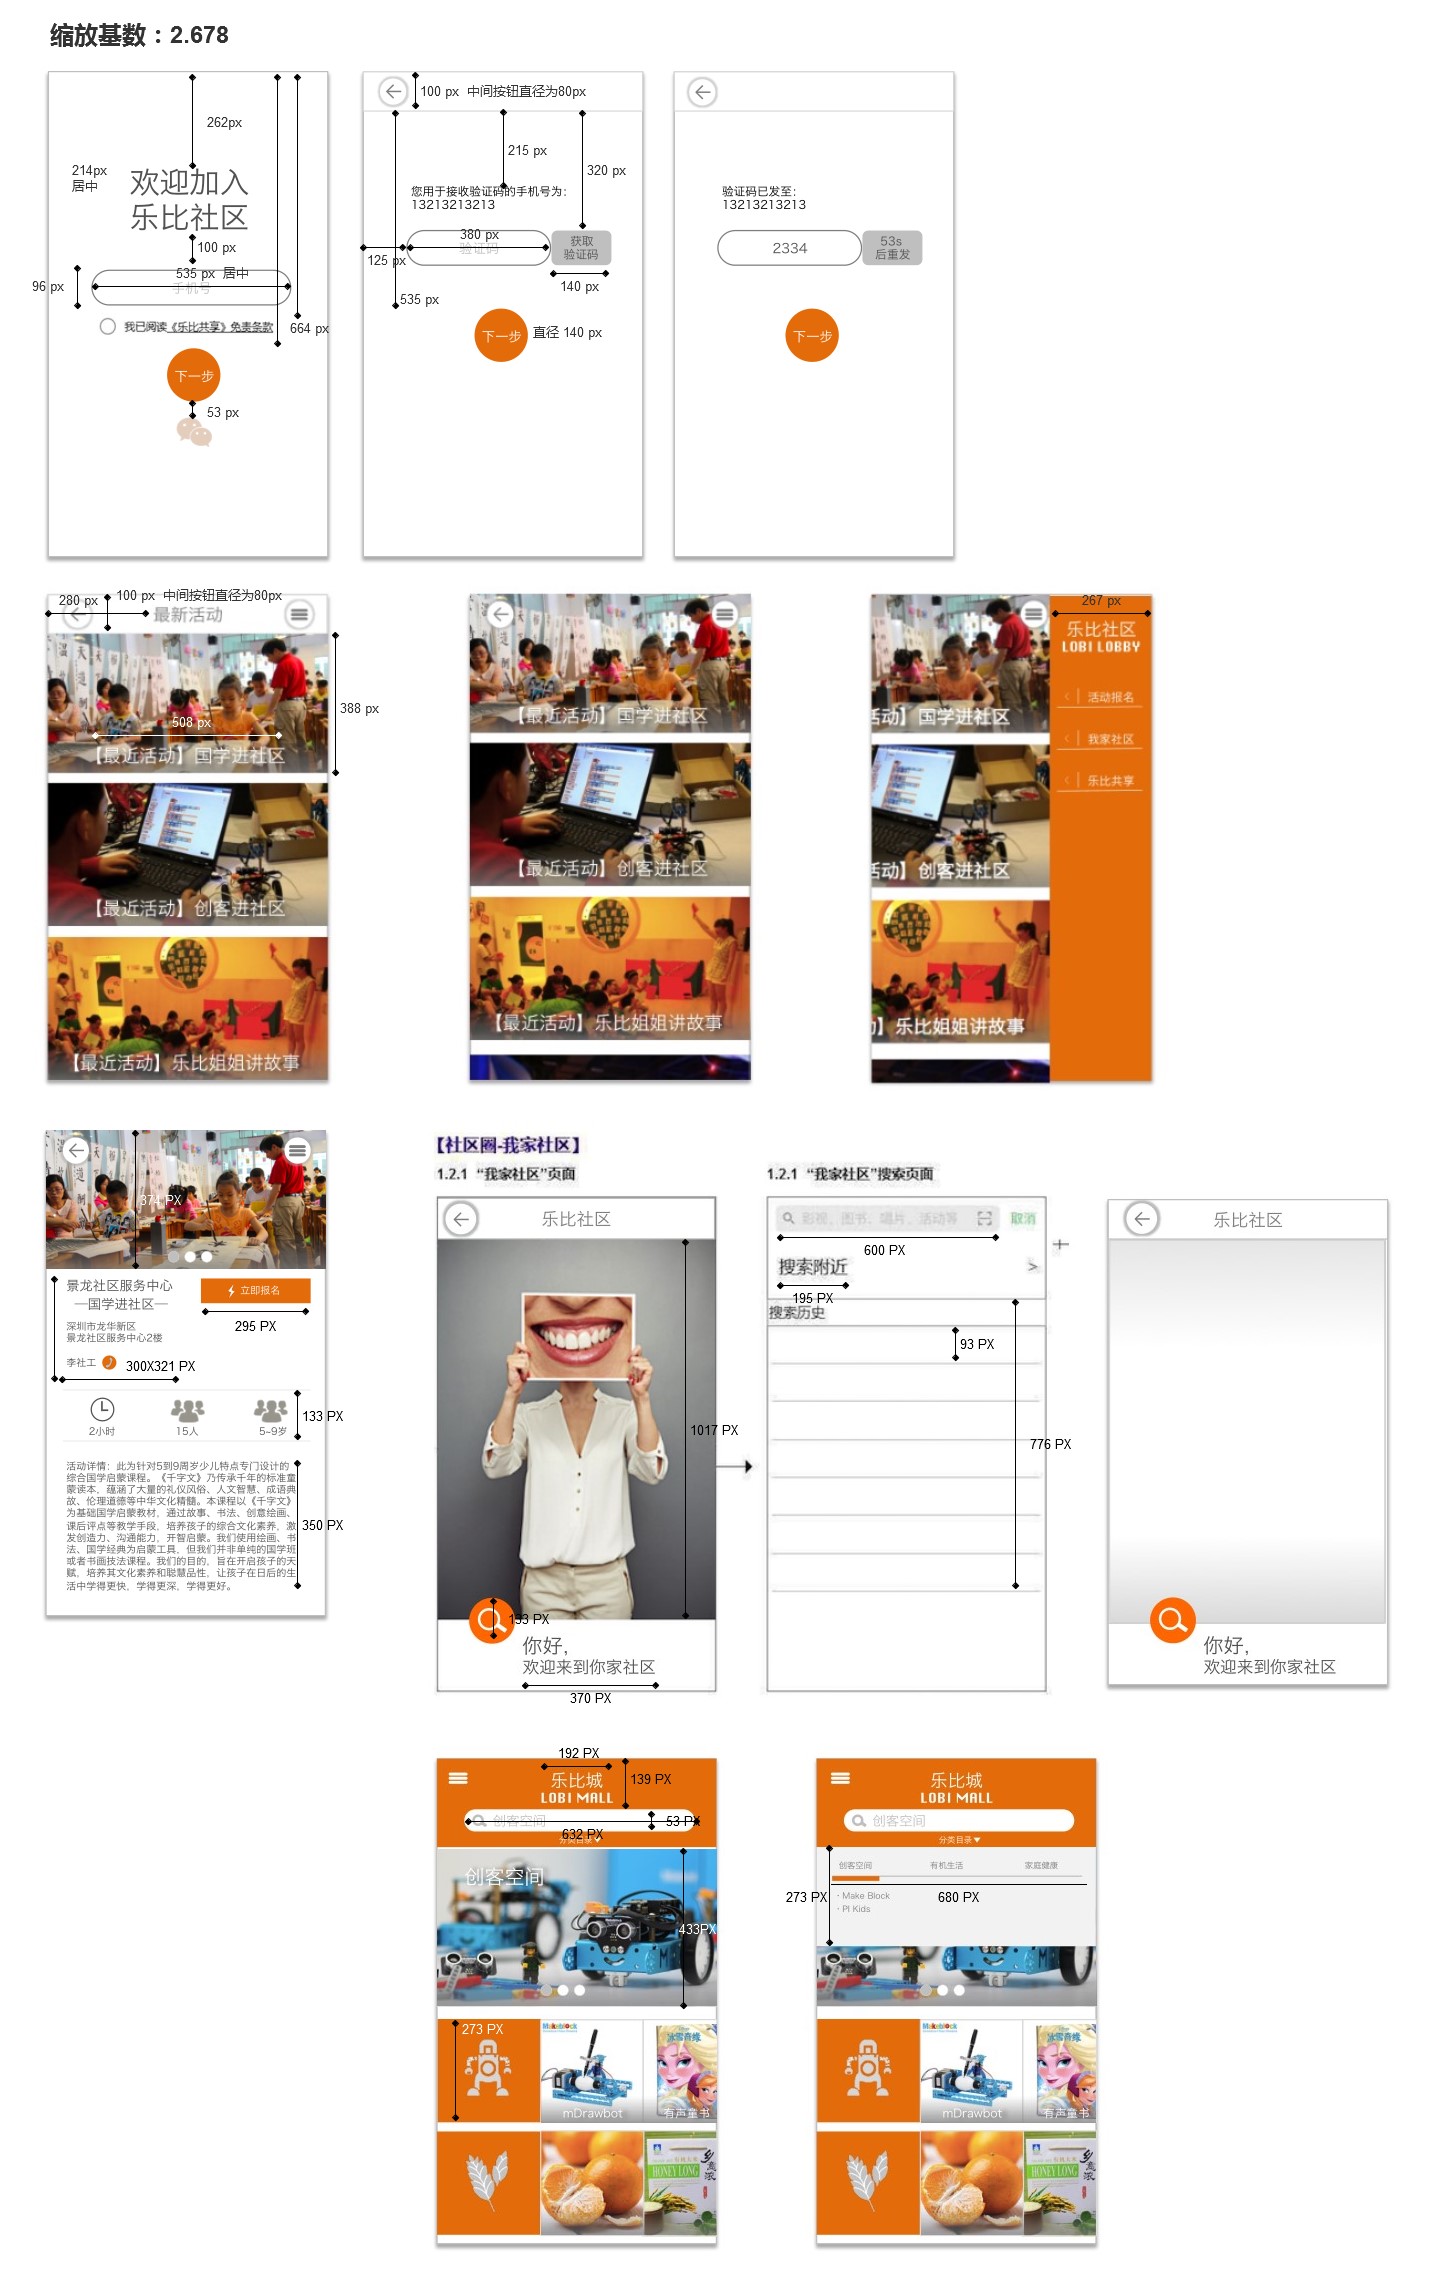 缩放基数：2.678
262px
214px
居中
欢迎加入
乐比社区
100 px
535 px 居中
96 px
手机号
我已阅读《乐比共享》免责条款
664 px
下一步
53 px
100 px 中间按钮直径为80px
215 px
320 px
您用于接收验证码的手机号为：
13213213213
380 px
验证码
获取
验证码
125 px
140 px
535 px
下一步
直径 140 px
验证码已发至：
13213213213
2334
53s
后重发
下一步
280 px
100 px 中间按钮直径为80px
最新活动
388 px
508 px
【最近活动】国学进社区
【最近活动】创客进社区
【最近活动】乐比姐姐讲故事
【最近活动】国学进社区
【最近活动】创客进社区
【最近活动】乐比姐姐讲故事
267 px
乐比社区
LOBI LOBBY
活动报名
我家社区
乐比共享
活动】国学进社区
活动】创客进社区
】乐比姐姐讲故事
374 PX
景龙社区服务中心
—国学进社区—
立即报名
295 PX
深圳市龙华新区
景龙社区服务中心2楼
李社工
300X321 PX
2小时
15人
5~9岁
133 PX
活动详情：此为针对5到9周岁少儿特点专门设计的
综合国学启蒙课程。《千字文》乃传承千年的标准童
蒙读本，蕴涵了大量的礼仪风俗、人文智慧、成语典
故、伦理道德等中华文化精髓。本课程以《千字文》
为基础国学启蒙教材，通过故事、书法、创意绘画、
课后评点等教学手段，培养孩子的综合文化素养，激
发创造力、沟通能力，开智启蒙。我们使用绘画、书
法、国学经典为启蒙工具，但我们并非单纯的国学班
或者书画技法课程。我们的目的，旨在开启孩子的天
赋，培养其文化素养和聪慧品性，让孩子在日后的生
活中学得更快，学得更深，学得更好。
350 PX
【社区圈-我家社区】
1.2.1 “我家社区”页面
乐比社区
1017 PX
153 PX
你好，
欢迎来到你家社区
370 PX
1.2.1 “我家社区”搜索页面
影视、图书、唱片、活动等
取消
600 PX
搜索附近
>
195 PX
搜索历史
93 PX
776 PX
乐比社区
你好，
欢迎来到你家社区
192 PX
乐比城
LOBI MALL
139 PX
创客空间
53 PX
632 PX
分类目录
创客空间
433PX
273 PX
Makeblock
mDrawbot
冰雪奇缘
有声童书
HONEY LONG
乡意浓
乐比城
LOBI MALL
创客空间
分类目录
创客空间
有机生活
家庭健康
273 PX
· Make Block
· PI Kids
680 PX
Makeblock
mDrawbot
冰雪奇缘
有声童书
HONEY LONG
乡意浓